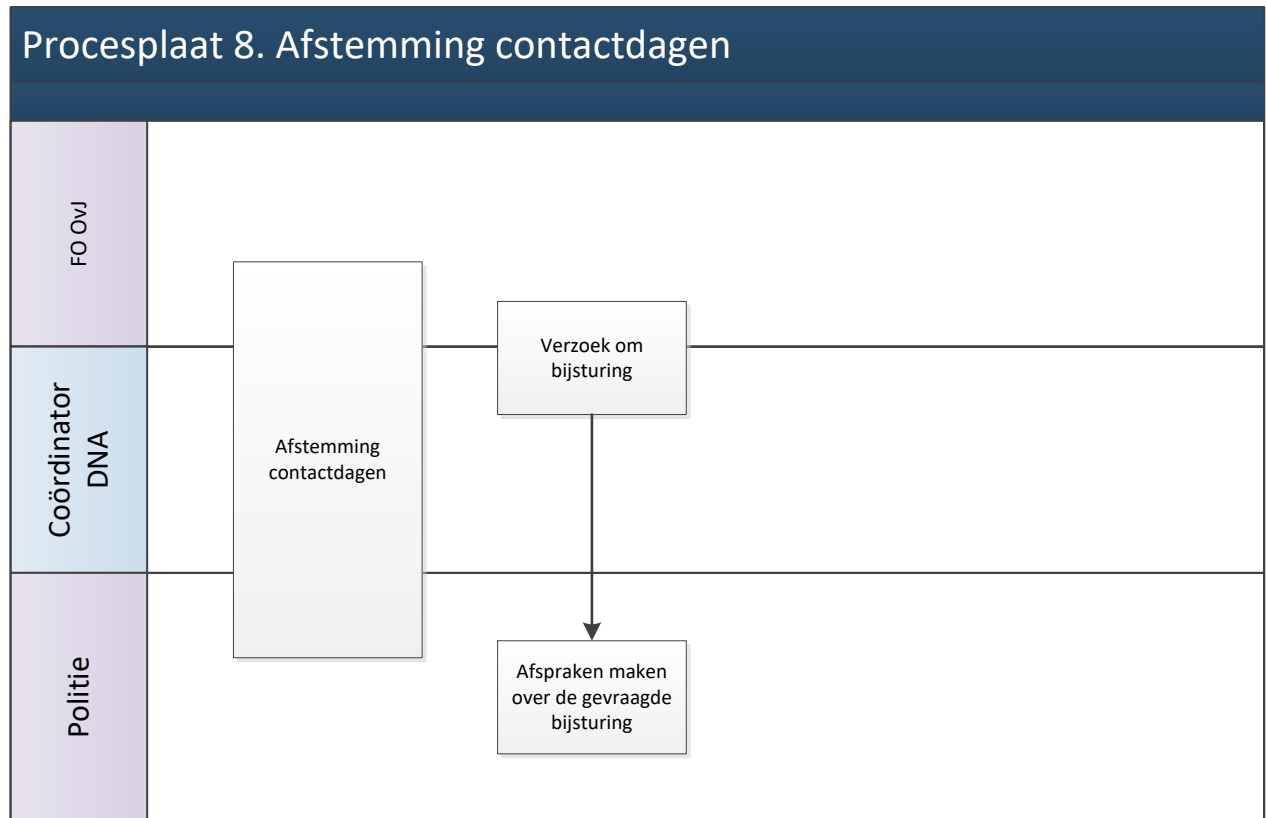 Procesplaat 8. Afstemming contactdagen
FO OvJ
Verzoek om
bijsturing
Coördinator
DNA
Afstemming
contactdagen
Politie
Afspraken maken
over de gevraagde
bijsturing